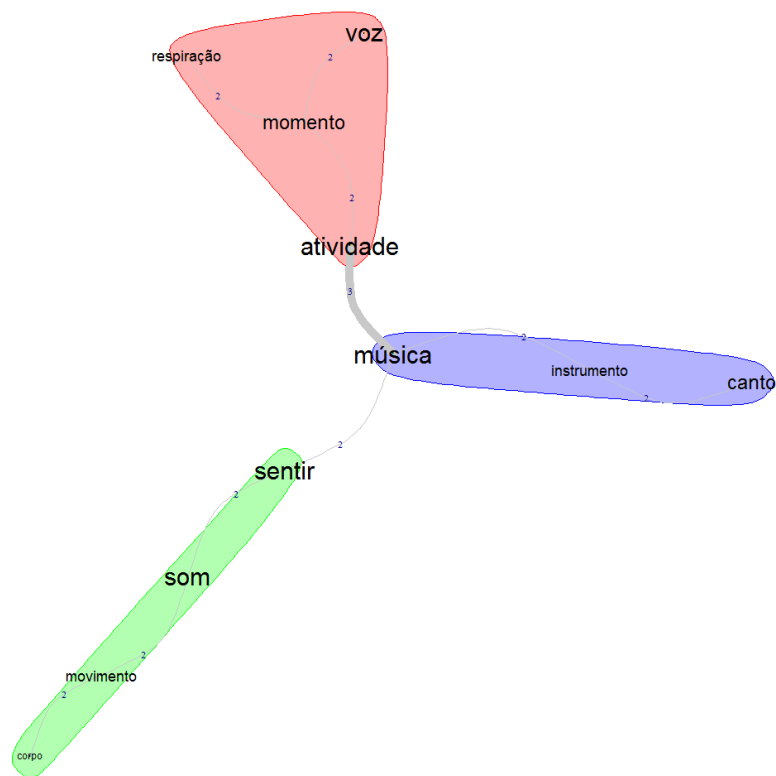 voz
respiração
2
2
momento
2
atividade
3
2
música
instrumento
canto
2
2
sentir
2
som
2
movimento
2
corpo